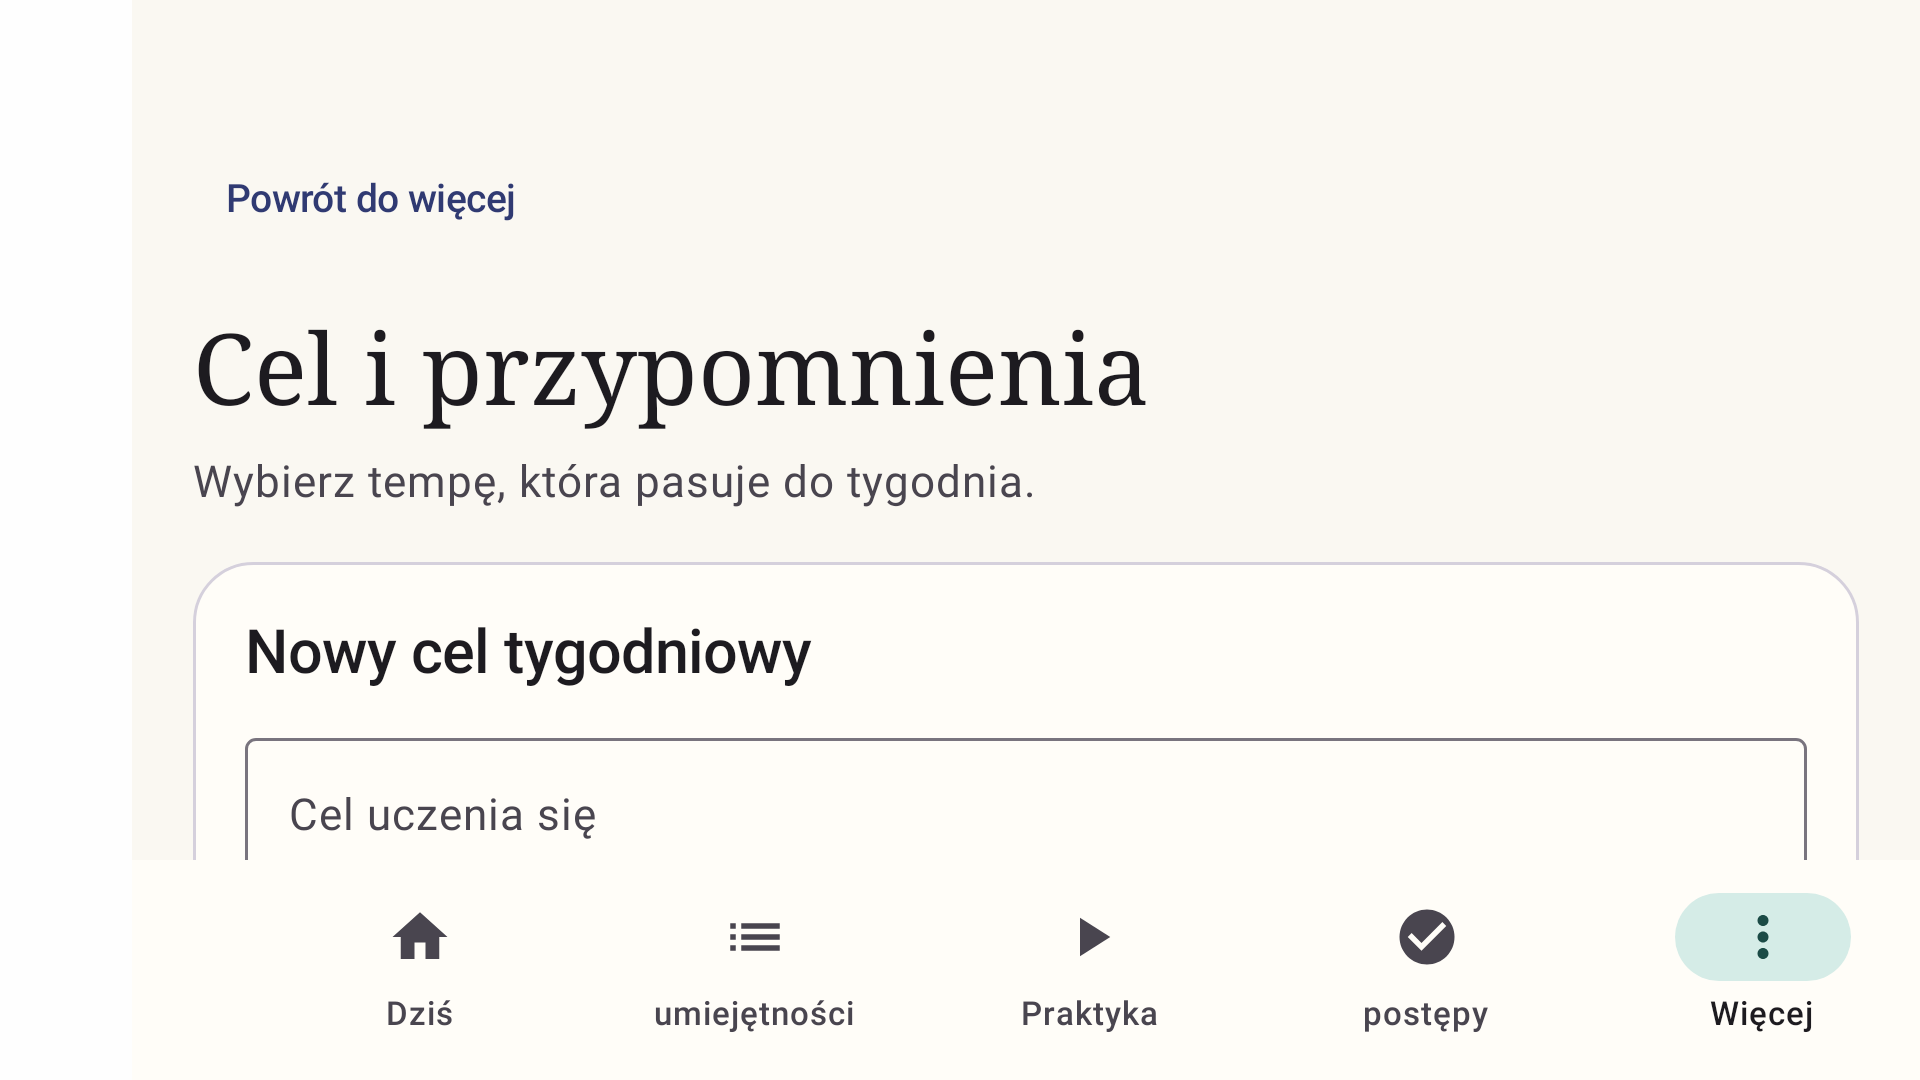 Powrót do więcej
Cel i przypomnienia
Wybierz tempę, która pasuje do tygodnia.
Nowy cel tygodniowy
Cel uczenia się
Dziś
umiejętności
Praktyka
postępy
Więcej